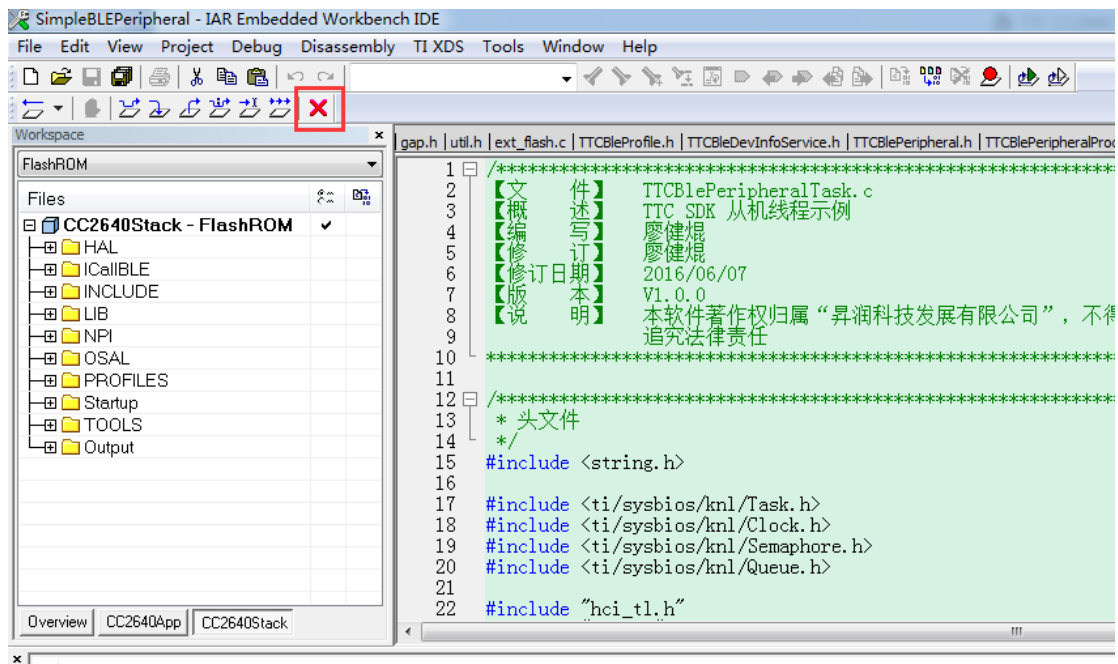 SimpleBLEPeripheral - IAR Embedded Workbench IDE
File Edit View Project Debug Disassembly TI XDS Tools Window Help
Workspace
FlashROM
Files
CC2640Stack - FlashROM
HAL
ICallBLE
INCLUDE
LIB
NPI
OSAL
PROFILES
Startup
TOOLS
Output
Overview CC2640App CC2640Stack
gap.h util.h ext_flash.c TTCBleProfile.h TTCBleDevInfoService.h TTCBlePeripheral.h TTCBlePeripheralProc
1 /*****************************************************************
2 【文 件】 TTCBlePeripheralTask.c
3 【概 述】 TTC SDK 从机线程示例
4 【编 写】 廖健焜
5 【修 订】 廖健焜
6 【修订日期】 2016/06/07
7 【版 本】 V1.0.0
8 【说 明】 本软件著作权归属“昇润科技发展有限公司”，不得
9 追究法律责任
10 ******************************************************************
11
12 /*****************************************************************
13 * 头文件
14 */
15 #include <string.h>
16
17 #include <ti/sysbios/knl/Task.h>
18 #include <ti/sysbios/knl/Clock.h>
19 #include <ti/sysbios/knl/Semaphore.h>
20 #include <ti/sysbios/knl/Queue.h>
21
22 #include "hci_tl.h"